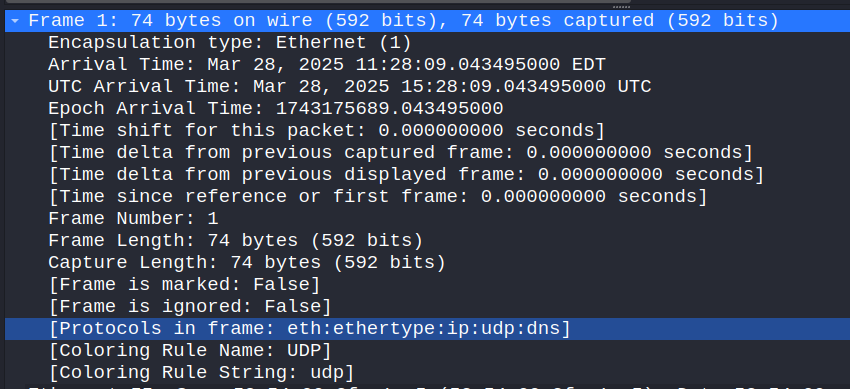 Frame 1: 74 bytes on wire (592 bits), 74 bytes captured (592 bits)
Encapsulation type: Ethernet (1)
Arrival Time: Mar 28, 2025 11:28:09.043495000 EDT
UTC Arrival Time: Mar 28, 2025 15:28:09.043495000 UTC
Epoch Arrival Time: 1743175689.043495000
[Time shift for this packet: 0.000000000 seconds]
[Time delta from previous captured frame: 0.000000000 seconds]
[Time delta from previous displayed frame: 0.000000000 seconds]
[Time since reference or first frame: 0.000000000 seconds]
Frame Number: 1
Frame Length: 74 bytes (592 bits)
Capture Length: 74 bytes (592 bits)
[Frame is marked: False]
[Frame is ignored: False]
[Protocols in frame: eth:ethertype:ip:udp:dns]
[Coloring Rule Name: UDP]
[Coloring Rule String: udp]